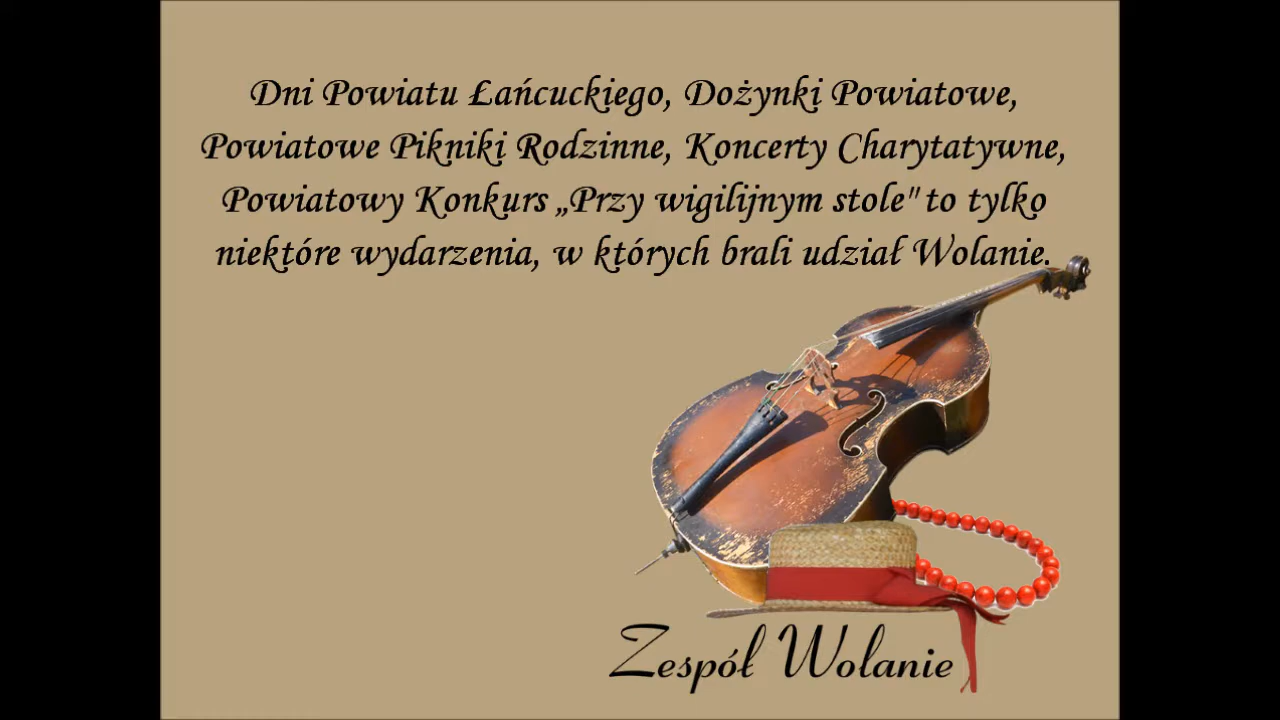 Dni Powiatu Łańcuckiego, Dożynki Powiatowe,
Powiatowe Pikniki Rodzinne, Koncerty Charytatywne,
Powiatowy Konkurs „Przy wigilijnym stole" to tylko
niektóre wydarzenia, w których brali udział Wolanie.
Zespół Wolanie